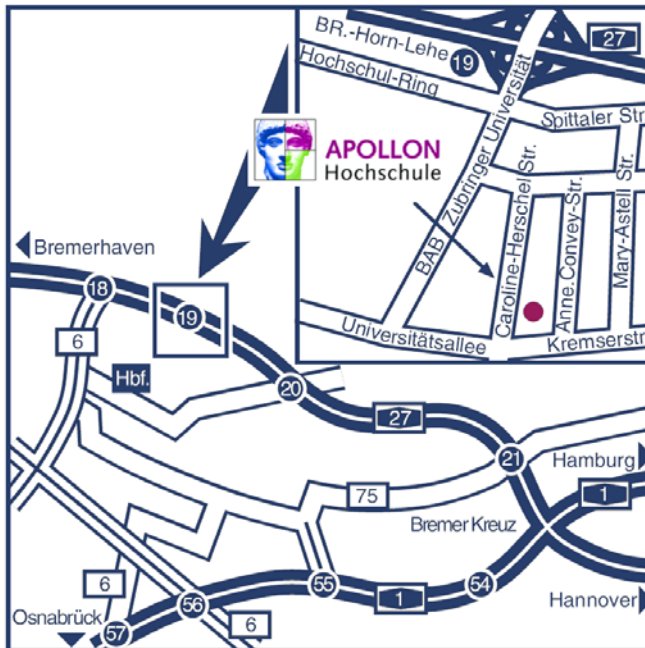 BR.-Horn-Lehe
19
27
Hochschul-Ring
Spittaler Str.
BAB Zubringer Universität
APOLLON
Hochschule
Caroline-Herschel Str.
Anne.Convey-Str.
Mary-Astell Str.
Universitätsallee
Kremserstr.
Bremerhaven
18
19
6
Hbf.
20
27
21
Hamburg
75
1
Bremer Kreuz
6
55
54
56
1
Hannover
Osnabrück
57
6